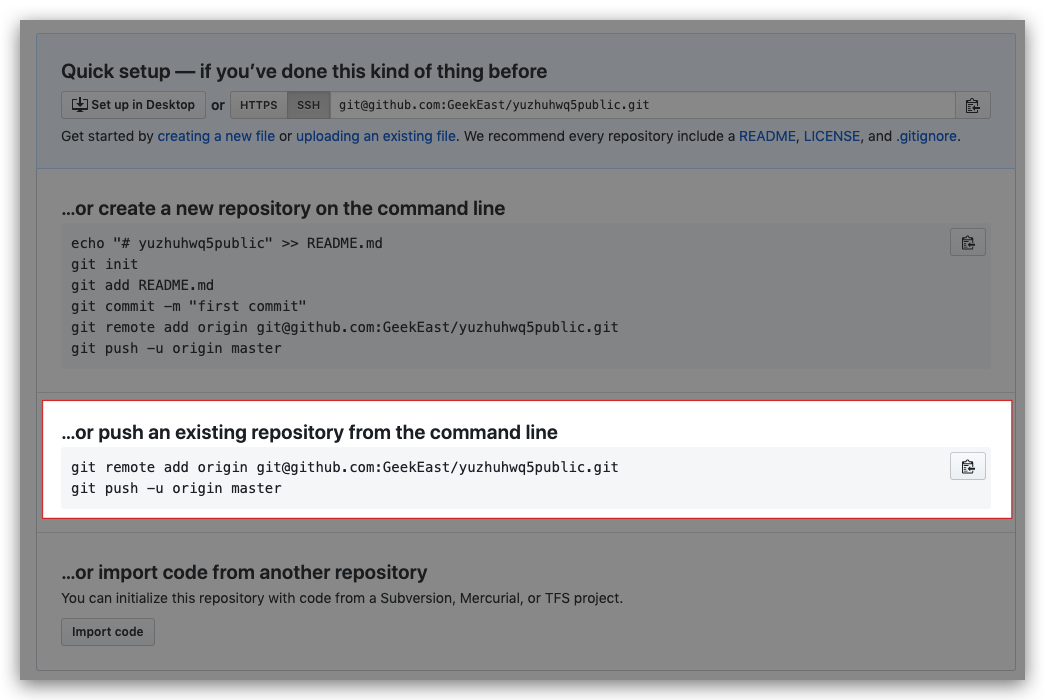 Quick setup — if you’ve done this kind of thing before
Set up in Desktop or HTTPS SSH git@github.com:GeekEast/yuzhuhwq5public.git
Get started by creating a new file or uploading an existing file. We recommend every repository include a README, LICENSE, and .gitignore.
…or create a new repository on the command line
echo "# yuzhuhwq5public" >> README.md
git init
git add README.md
git commit -m "first commit"
git remote add origin git@github.com:GeekEast/yuzhuhwq5public.git
git push -u origin master
…or push an existing repository from the command line
git remote add origin git@github.com:GeekEast/yuzhuhwq5public.git
git push -u origin master
…or import code from another repository
You can initialize this repository with code from a Subversion, Mercurial, or TFS project.
Import code